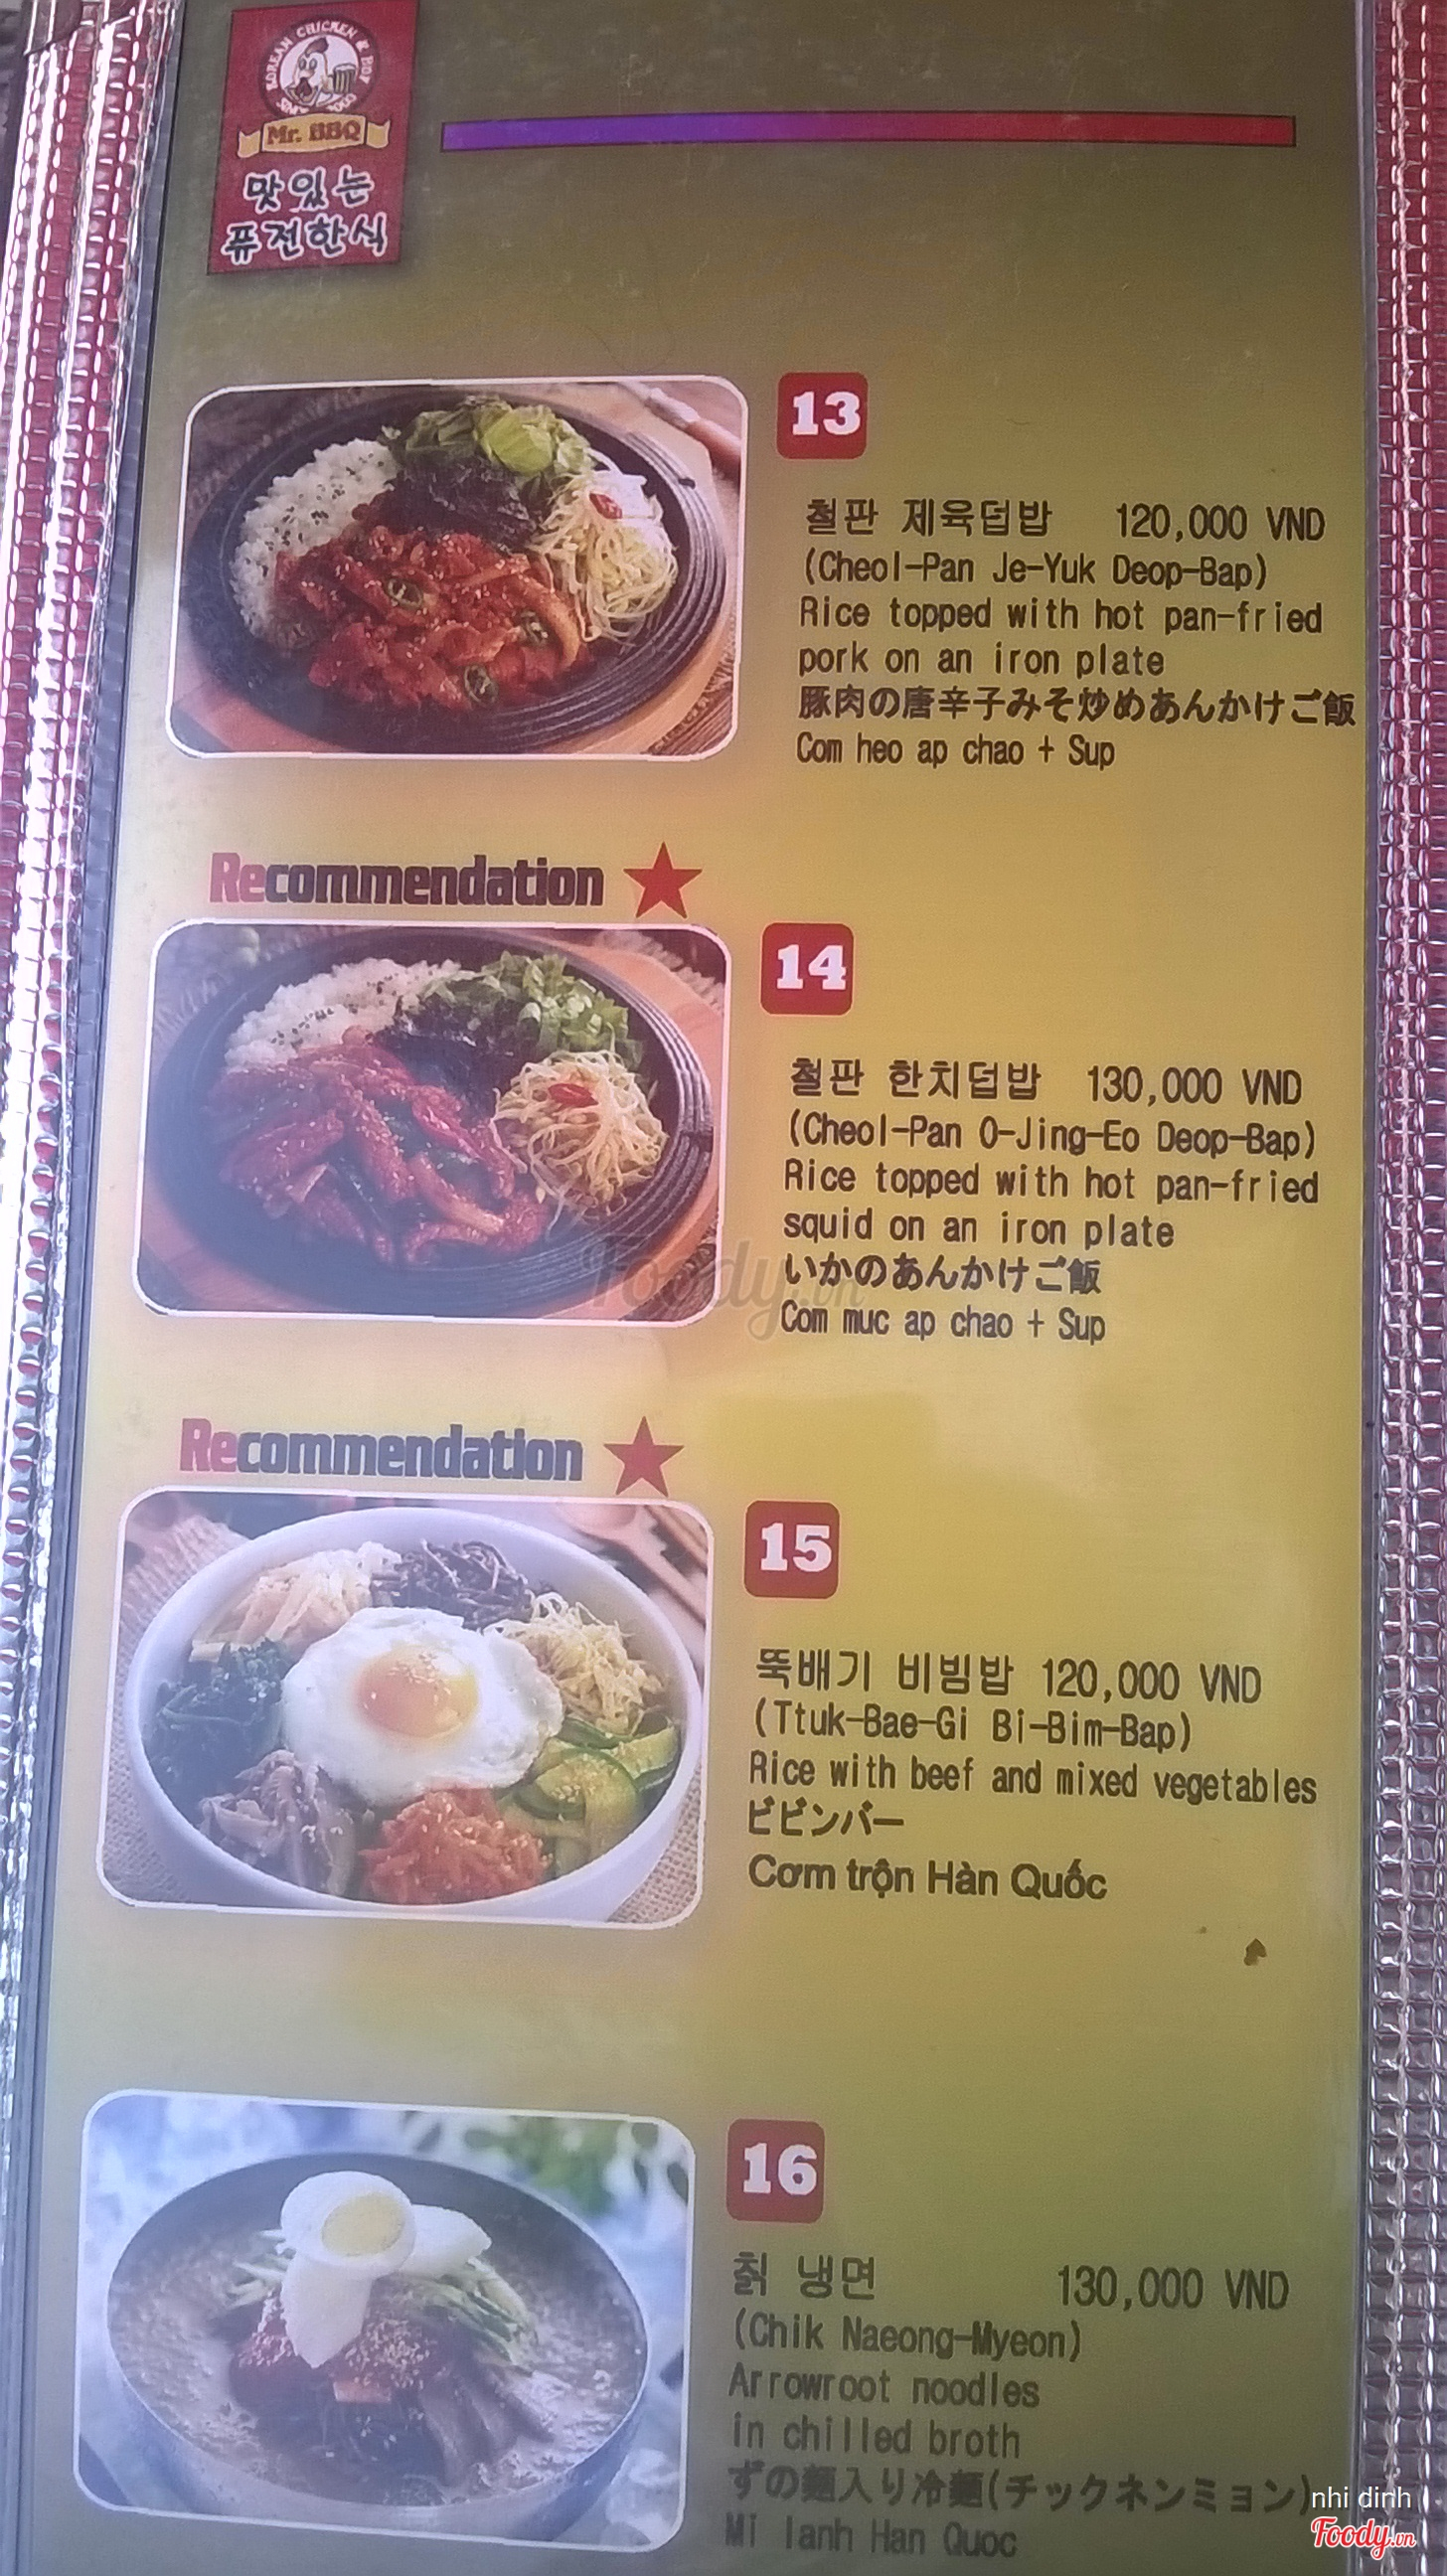 KOREAN CHICKEN & HOF
Mr. BBQ
맛있는
퓨전한식
13
철판 제육덥밥 120,000 VND
(Cheol-Pan Je-Yuk Deop-Bap)
Rice topped with hot pan-fried
pork on an iron plate
豚肉の唐辛子みそ炒めあんかけご飯
Com heo ap chao + Sup
Recommendation
14
철판 한치덥밥 130,000 VND
(Cheol-Pan O-Jing-Eo Deop-Bap)
Rice topped with hot pan-fried
squid on an iron plate
いかのあんかけご飯
Com muc ap chao + Sup
Foody.vn
Recommendation
15
뚝배기 비빔밥 120,000 VND
(Ttuk-Bae-Gi Bi-Bim-Bap)
Rice with beef and mixed vegetables
ビビンバー
Cơm trộn Hàn Quốc
16
칡 냉면 130,000 VND
(Chik Naeong-Myeon)
Arrowroot noodles
in chilled broth
ずの麺入り冷麺(チックネンミョン)
Mi lanh Han Quoc
nhi dinh
Foody.vn